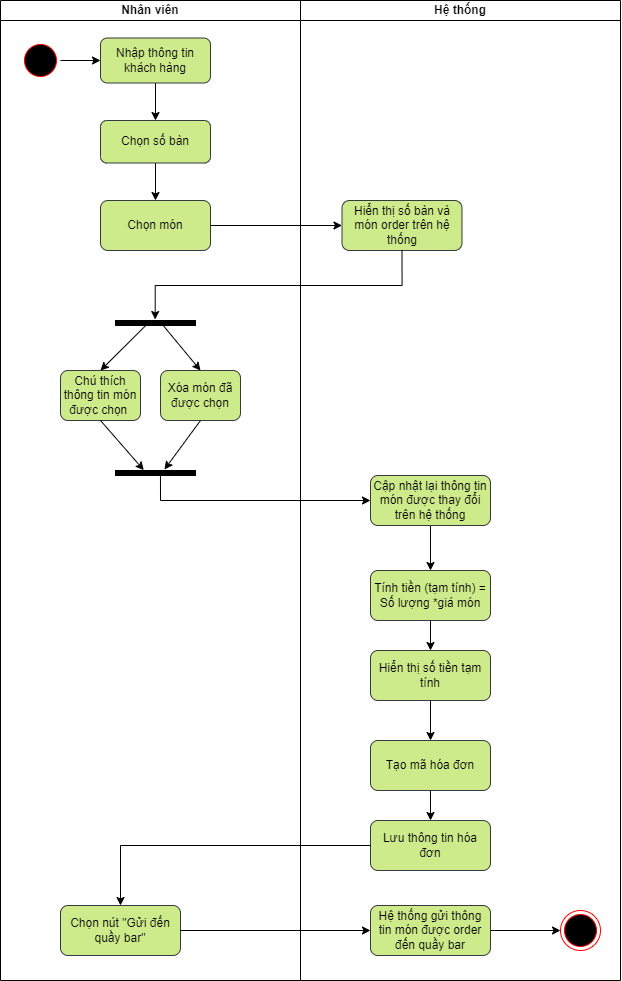 Nhân viên
Hệ thống
Nhập thông tin
khách hàng
Chọn số bàn
Chọn món
Hiển thị số bàn và
món order trên hệ
thống
Chú thích
thông tin món
được chọn
Xóa món đã
được chọn
Cập nhật lại thông tin
món được thay đổi
trên hệ thống
Tính tiền (tạm tính) =
Số lượng *giá món
Hiển thị số tiền tạm
tính
Tạo mã hóa đơn
Lưu thông tin hóa
đơn
Chọn nút "Gửi đến
quầy bar"
Hệ thống gửi thông
tin món được order
đến quầy bar